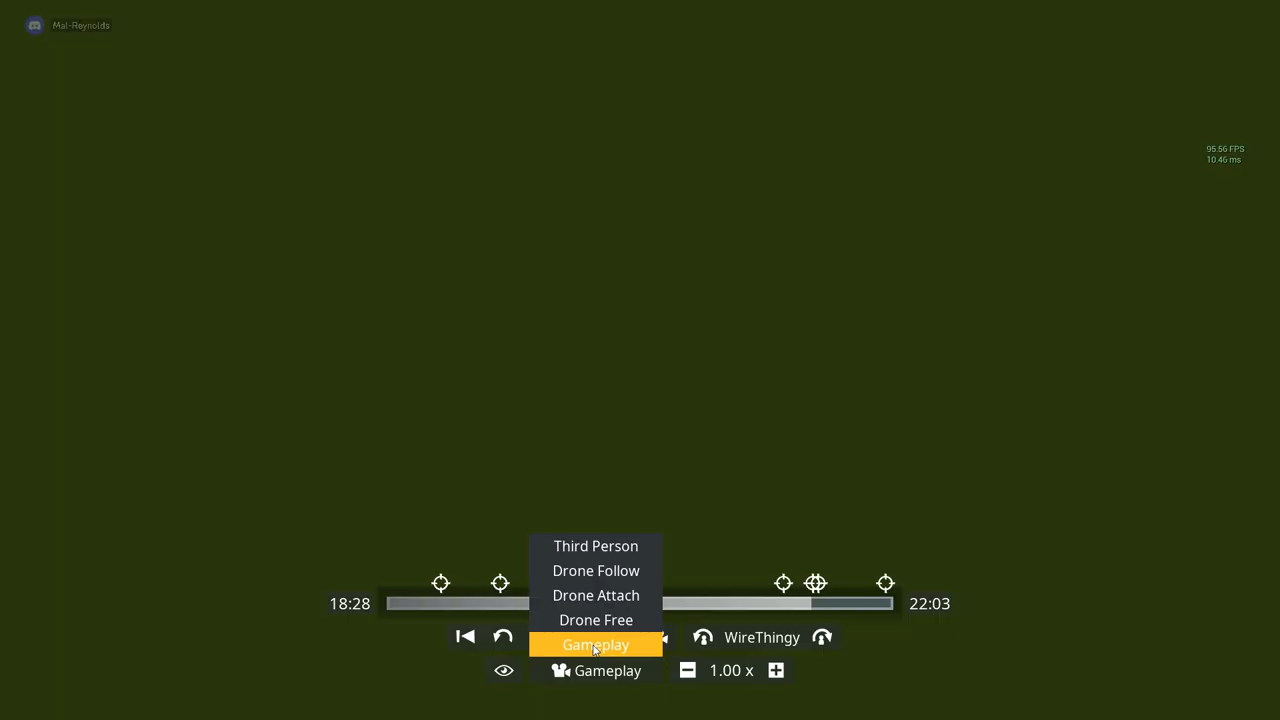 Mal-Reynolds
95.56 FPS
10.46 ms
Third Person
Drone Follow
Drone Attach
Drone Free
Gameplay
18:28
22:03
WireThingy
Gameplay
1.00 x